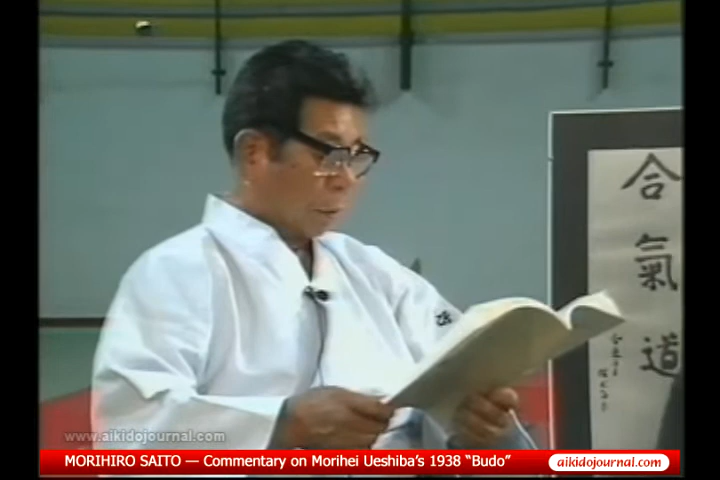 合
氣
道
www.aikidojournal.com
MORIHIRO SAITO — Commentary on Morihei Ueshiba's 1938 “Budo”
aikidojournal.com